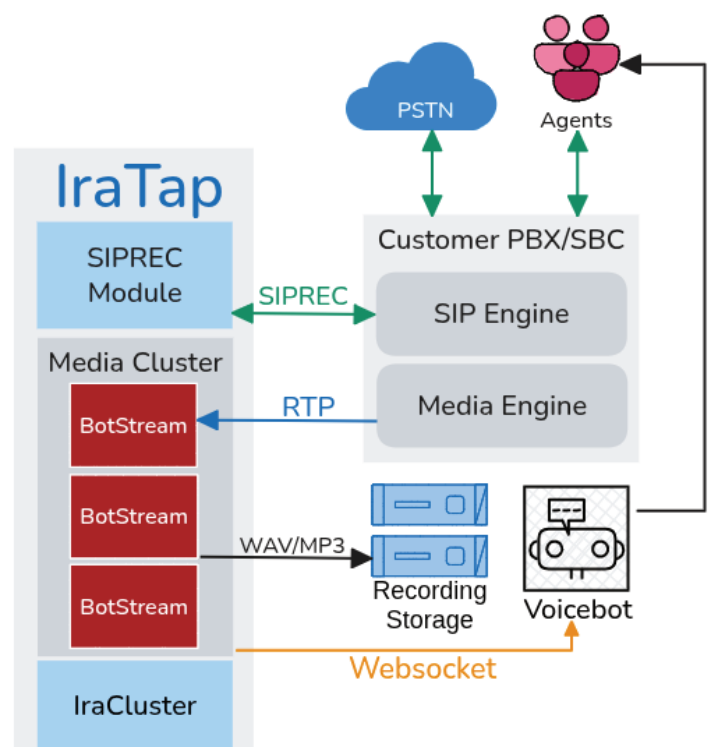 PSTN
Agents
IraTap
SIPREC
Module
Customer PBX/SBC
SIPREC
SIP Engine
Media Cluster
BotStream
RTP
Media Engine
BotStream
WAV/MP3
Recording
Storage
Voicebot
BotStream
Websocket
IraCluster